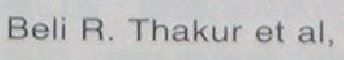 Beli R. Thakur et al,